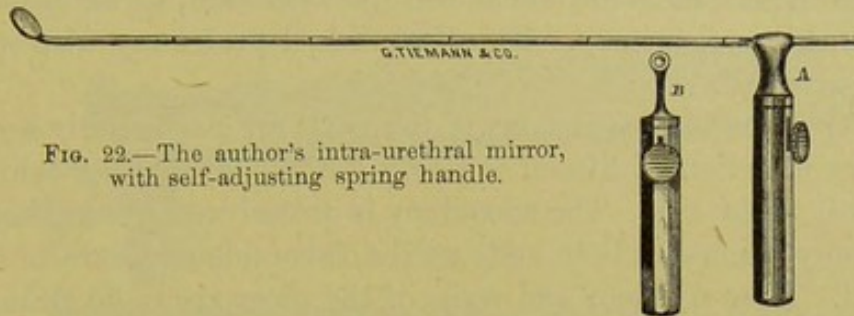 G.TIEMANN & CO.
B
A
FIG. 22.—The author's intra-urethral mirror,
with self-adjusting spring handle.